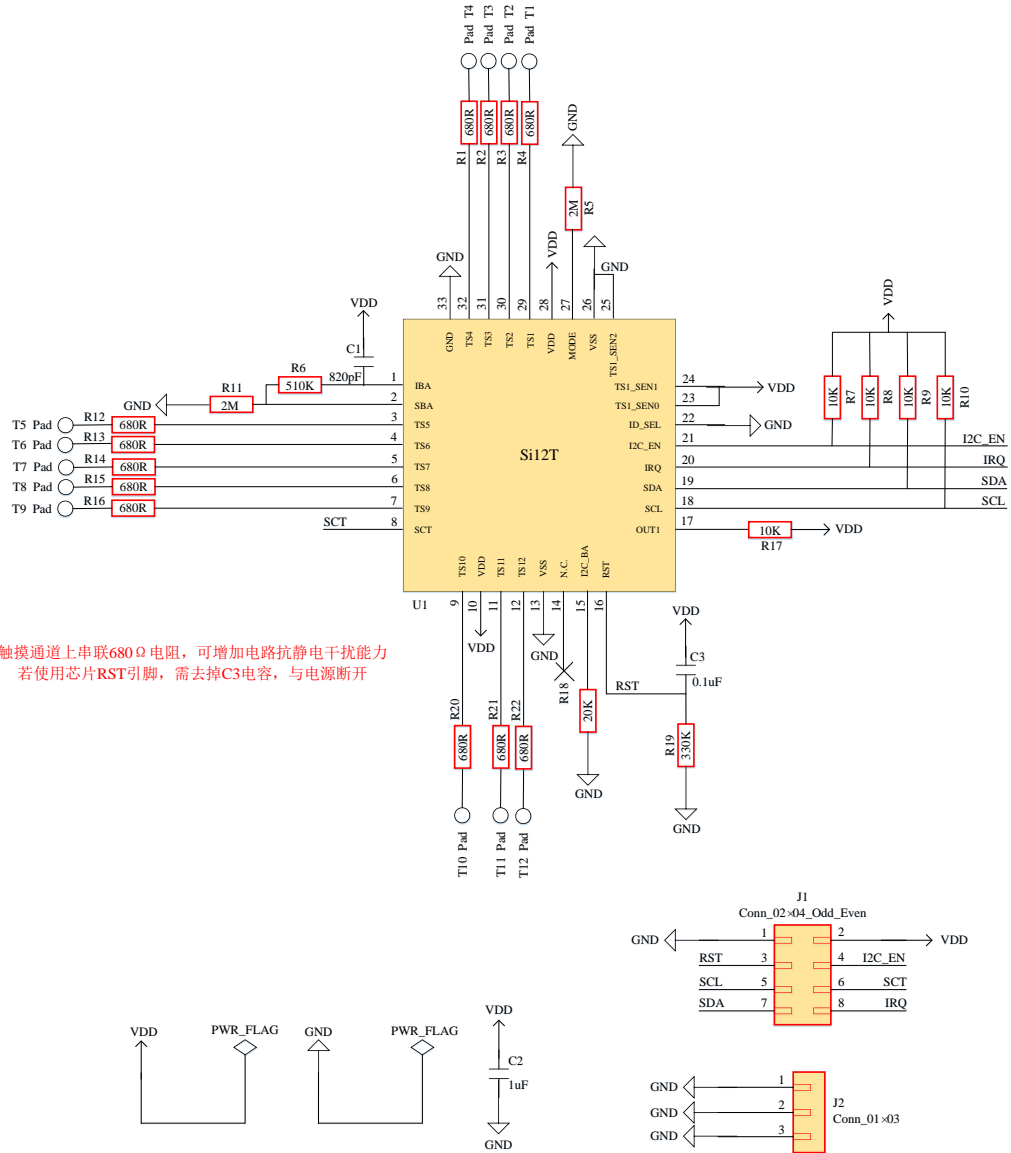 Pad T4
Pad T3
Pad T2
Pad T1
680R
680R
680R
680R
R1
R2
R3
R4
GND
2M
R5
VDD
GND
GND
33
32
31
30
29
28
27
26
25
GND
TS4
TS3
TS2
TS1
VDD
MODE
VSS
TS1_SEN2
VDD
C1
820pF
R6
510K
R11
2M
GND
1
IBA
2
SBA
T5 Pad
R12
680R
3
TS5
T6 Pad
R13
680R
4
TS6
T7 Pad
R14
680R
5
TS7
T8 Pad
R15
680R
6
TS8
T9 Pad
R16
680R
7
TS9
SCT
8
SCT
Si12T
U1
TS1_SEN1
24
VDD
TS1_SEN0
23
ID_SEL
22
GND
I2C_EN
21
I2C_EN
IRQ
20
IRQ
SDA
19
SDA
SCL
18
SCL
OUT1
17
10K
R17
VDD
VDD
10K
R7
10K
R8
10K
R9
10K
R10
TS10
VDD
TS11
TS12
VSS
N.C.
I2C_BA
RST
9
10
11
12
13
14
15
16
VDD
GND
R18
20K
GND
RST
VDD
C3
0.1uF
R19
330K
GND
触摸通道上串联680Ω电阻，可增加电路抗静电干扰能力
若使用芯片RST引脚，需去掉C3电容，与电源断开
R20
680R
R21
680R
R22
680R
T10 Pad
T11 Pad
T12 Pad
J1
Conn_02×04_Odd_Even
GND
1
2
VDD
RST
3
4
I2C_EN
SCL
5
6
SCT
SDA
7
8
IRQ
VDD
PWR_FLAG
GND
PWR_FLAG
VDD
C2
1uF
GND
GND
1
GND
2
GND
3
J2
Conn_01×03